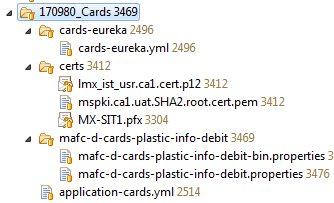 170980_Cards 3469
cards-eureka 2496
cards-eureka.yml 2496
certs 3412
lmx_ist_usr.ca1.cert.p12 3412
mspki.ca1.uat.SHA2.root.cert.pem 3412
MX-SIT1.pfx 3304
mafc-d-cards-plastic-info-debit 3469
mafc-d-cards-plastic-info-debit-bin.properties 3
mafc-d-cards-plastic-info-debit.properties 3476
application-cards.yml 2514